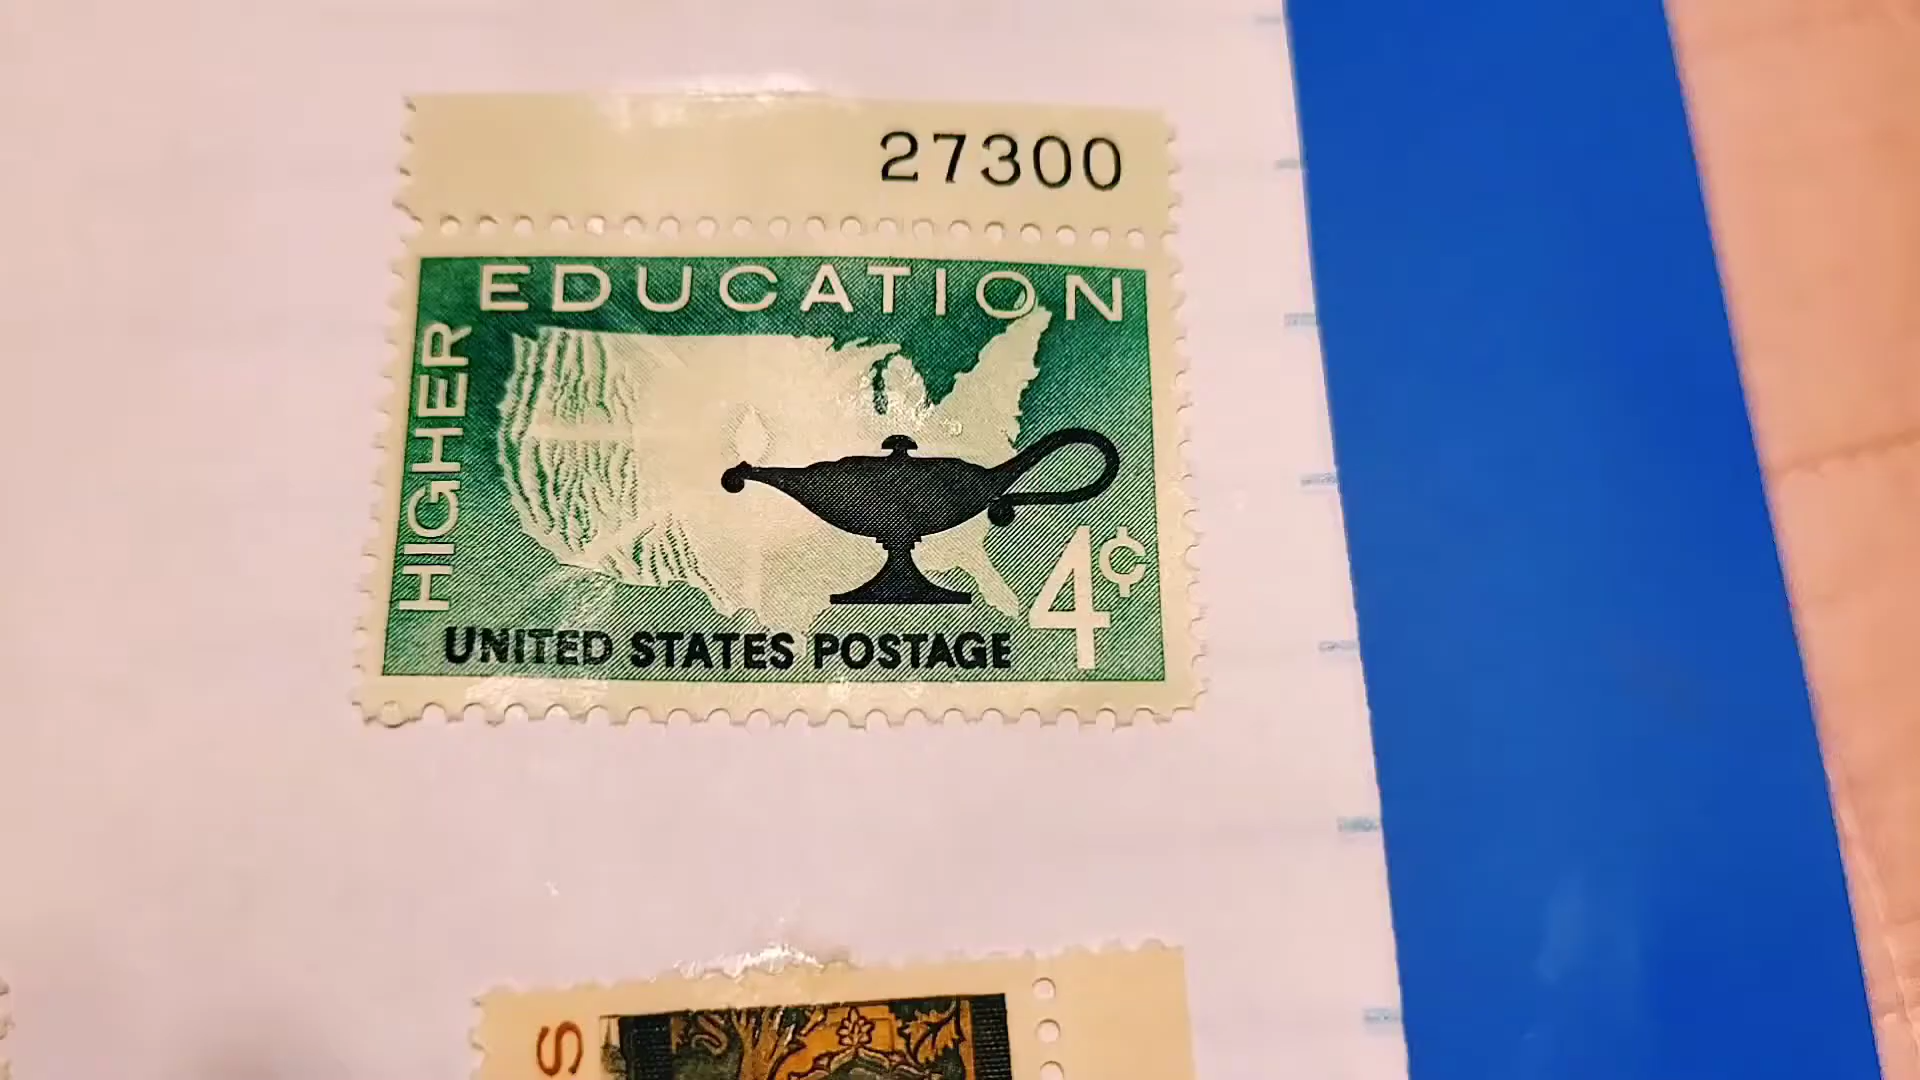 27300
EDUCATION
HIGHER
4¢
UNITED STATES POSTAGE
S